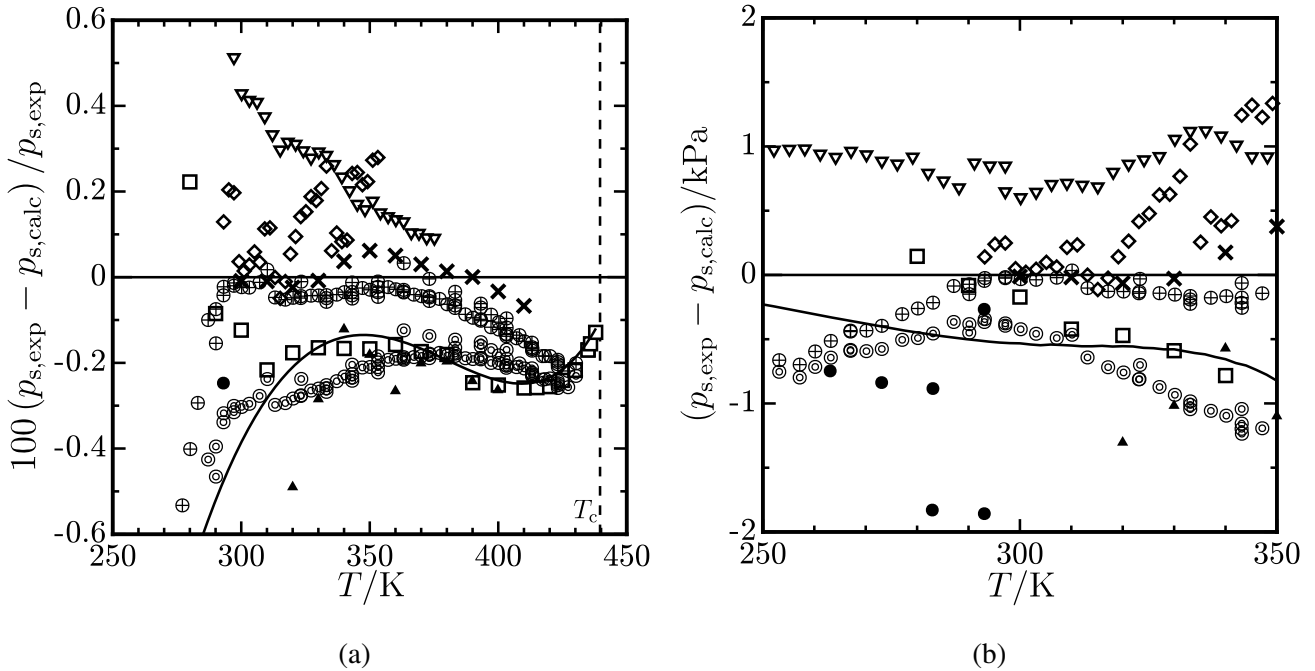 0.6
0.4
0.2
0
-0.2
-0.4
-0.6
250
300
350
400
450
T/K
100 (p_s,exp − p_s,calc) /p_s,exp
T_c
(a)
2
1
0
-1
-2
250
300
350
T/K
(p_s,exp − p_s,calc)/kPa
(b)